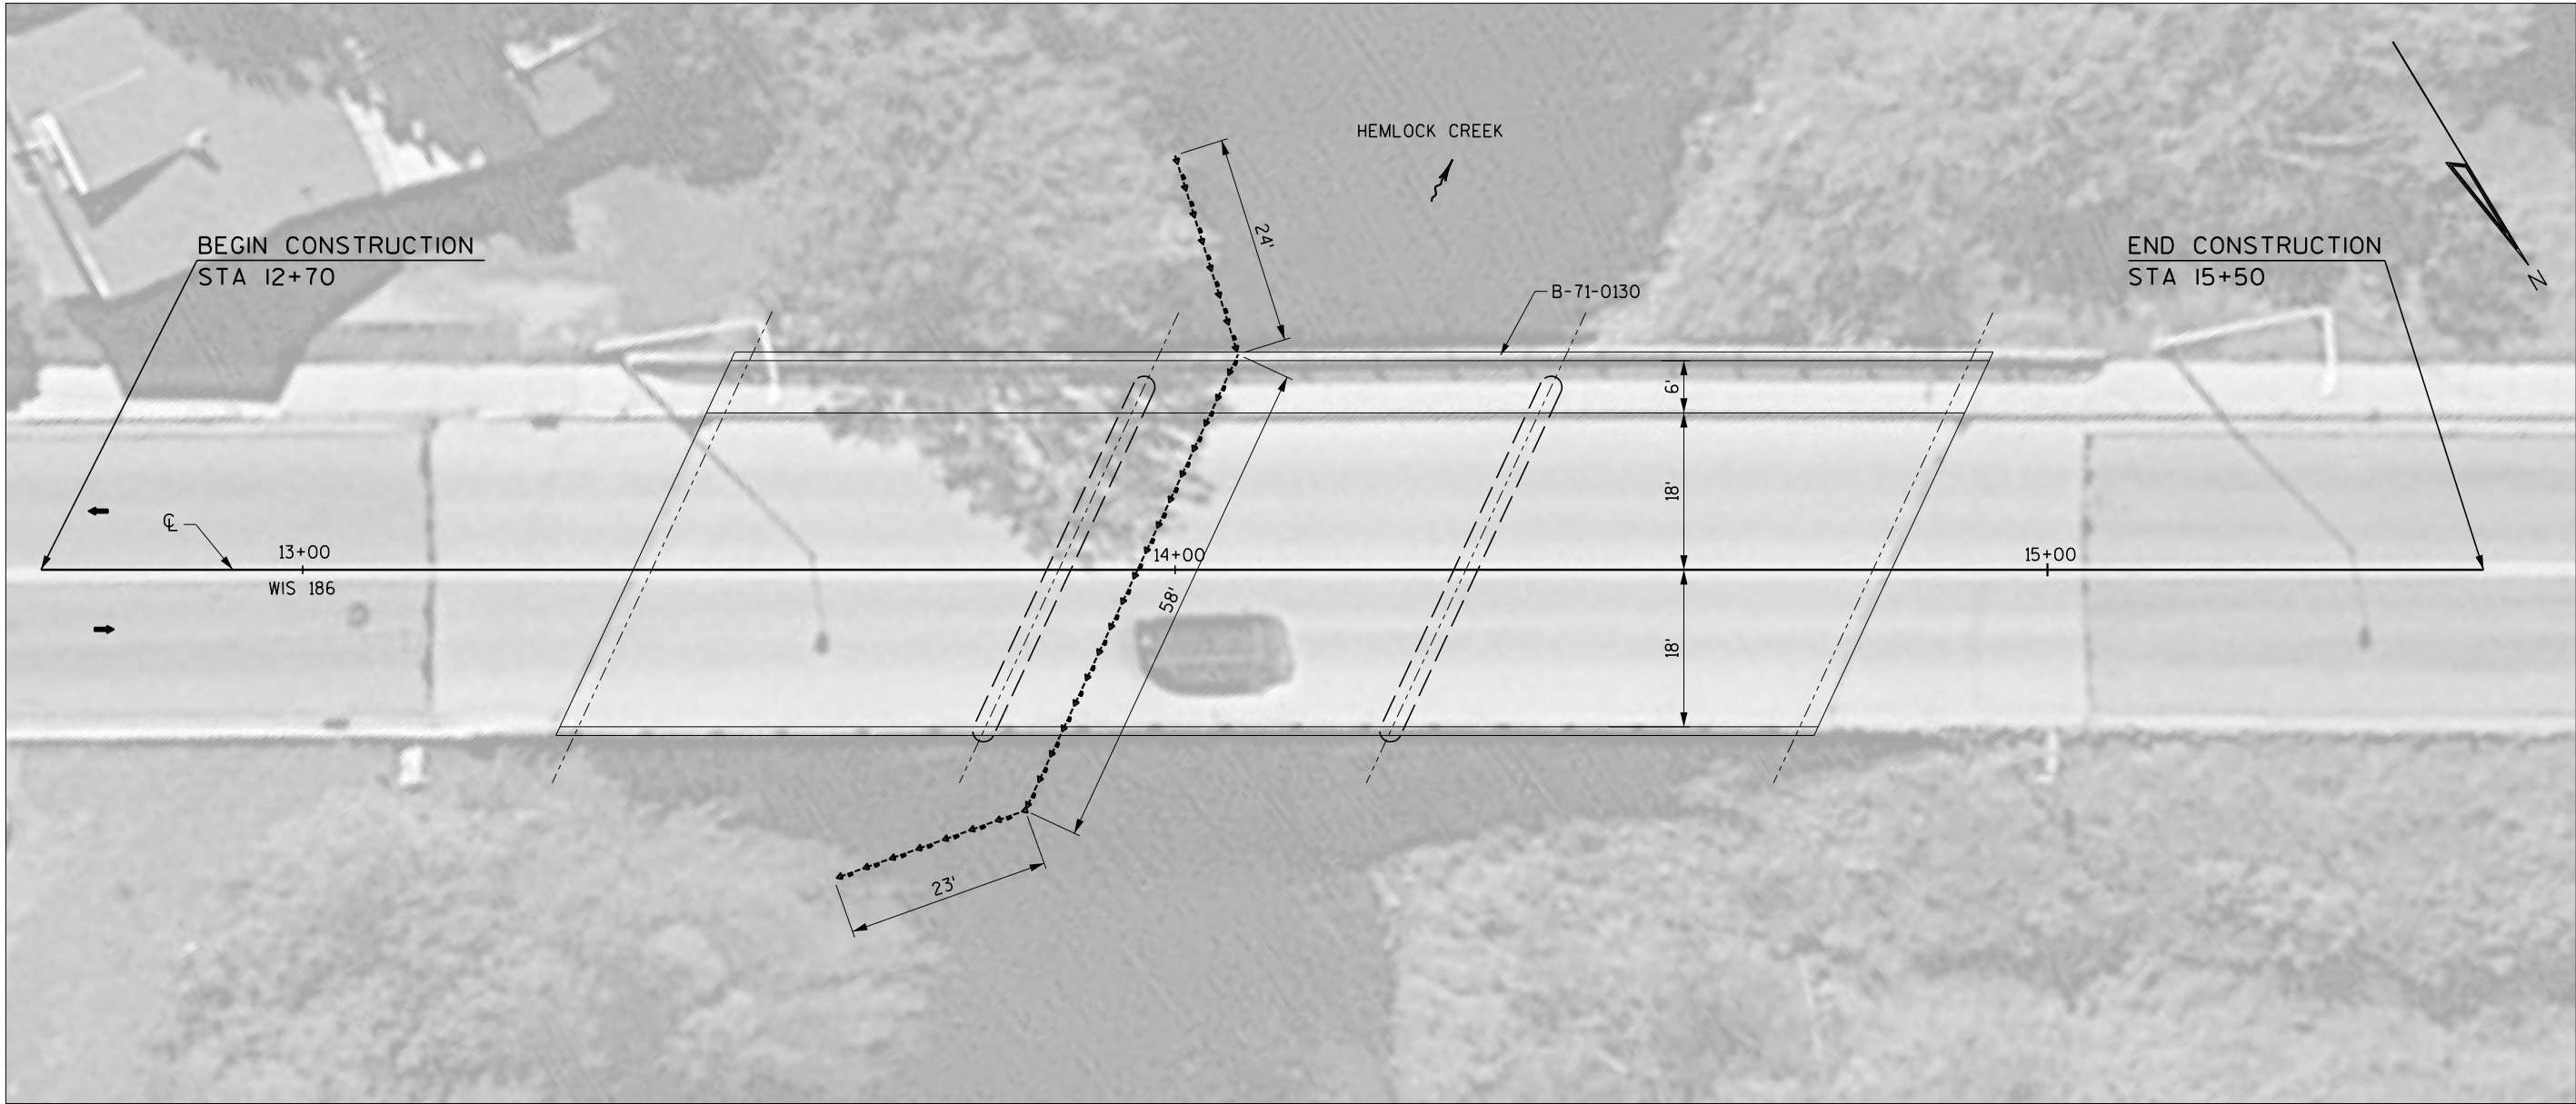 HEMLOCK CREEK
24'
BEGIN CONSTRUCTION
STA 12+70
END CONSTRUCTION
STA 15+50
N
B-71-0130
6'
18'
℄
13+00
14+00
15+00
WIS 186
58'
18'
23'